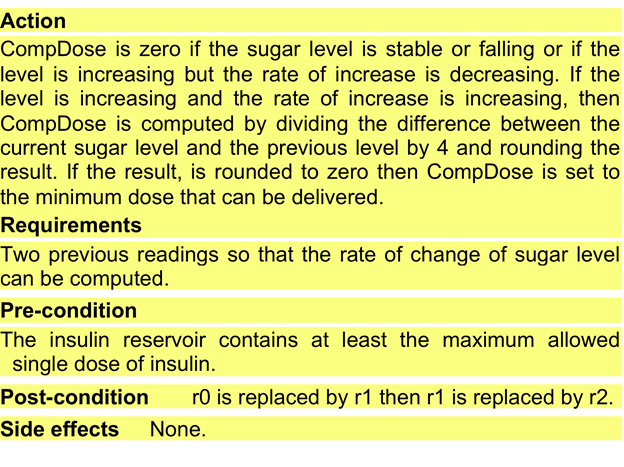 Action
CompDose is zero if the sugar level is stable or falling or if the
level is increasing but the rate of increase is decreasing. If the
level is increasing and the rate of increase is increasing, then
CompDose is computed by dividing the difference between the
current sugar level and the previous level by 4 and rounding the
result. If the result, is rounded to zero then CompDose is set to
the minimum dose that can be delivered.
Requirements
Two previous readings so that the rate of change of sugar level
can be computed.
Pre-condition
The insulin reservoir contains at least the maximum allowed
single dose of insulin.
Post-condition r0 is replaced by r1 then r1 is replaced by r2.
Side effects None.